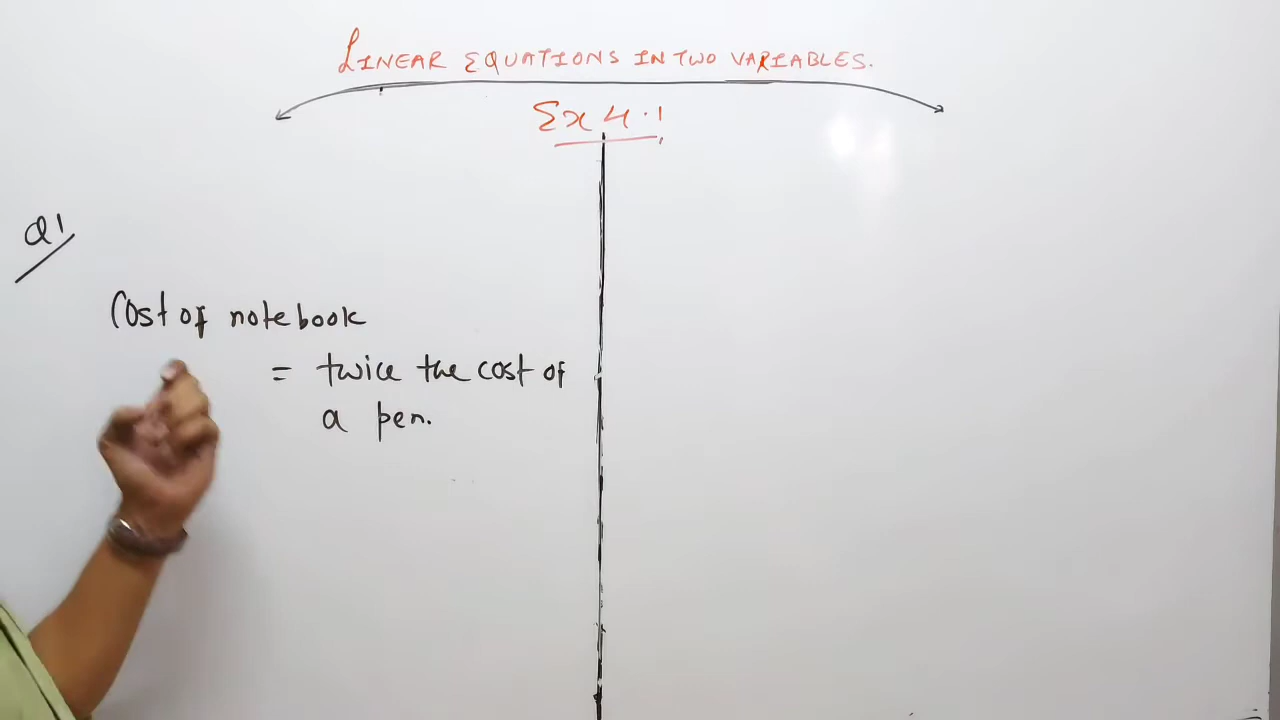 LINEAR EQUATIONS IN TWO VARIABLES.
Ex 4.1
Q1
Cost of notebook
= twice the cost of
a pen.